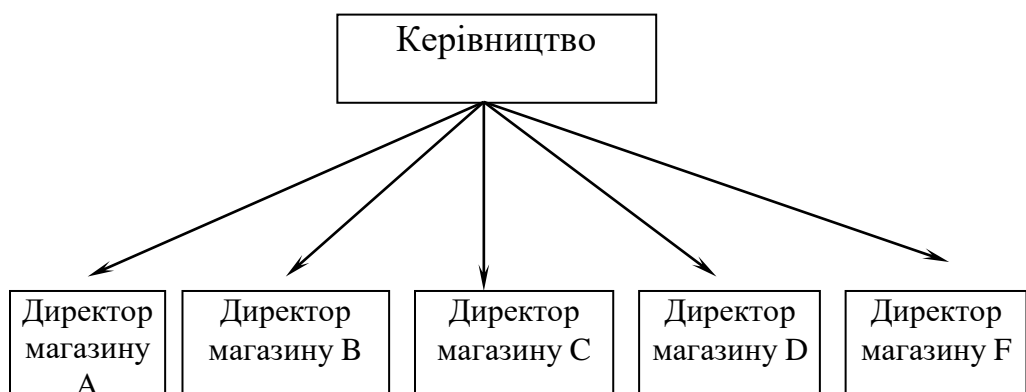 Керівництво
Директор
магазину
А
Директор
магазину В
Директор
магазину С
Директор
магазину D
Директор
магазину F